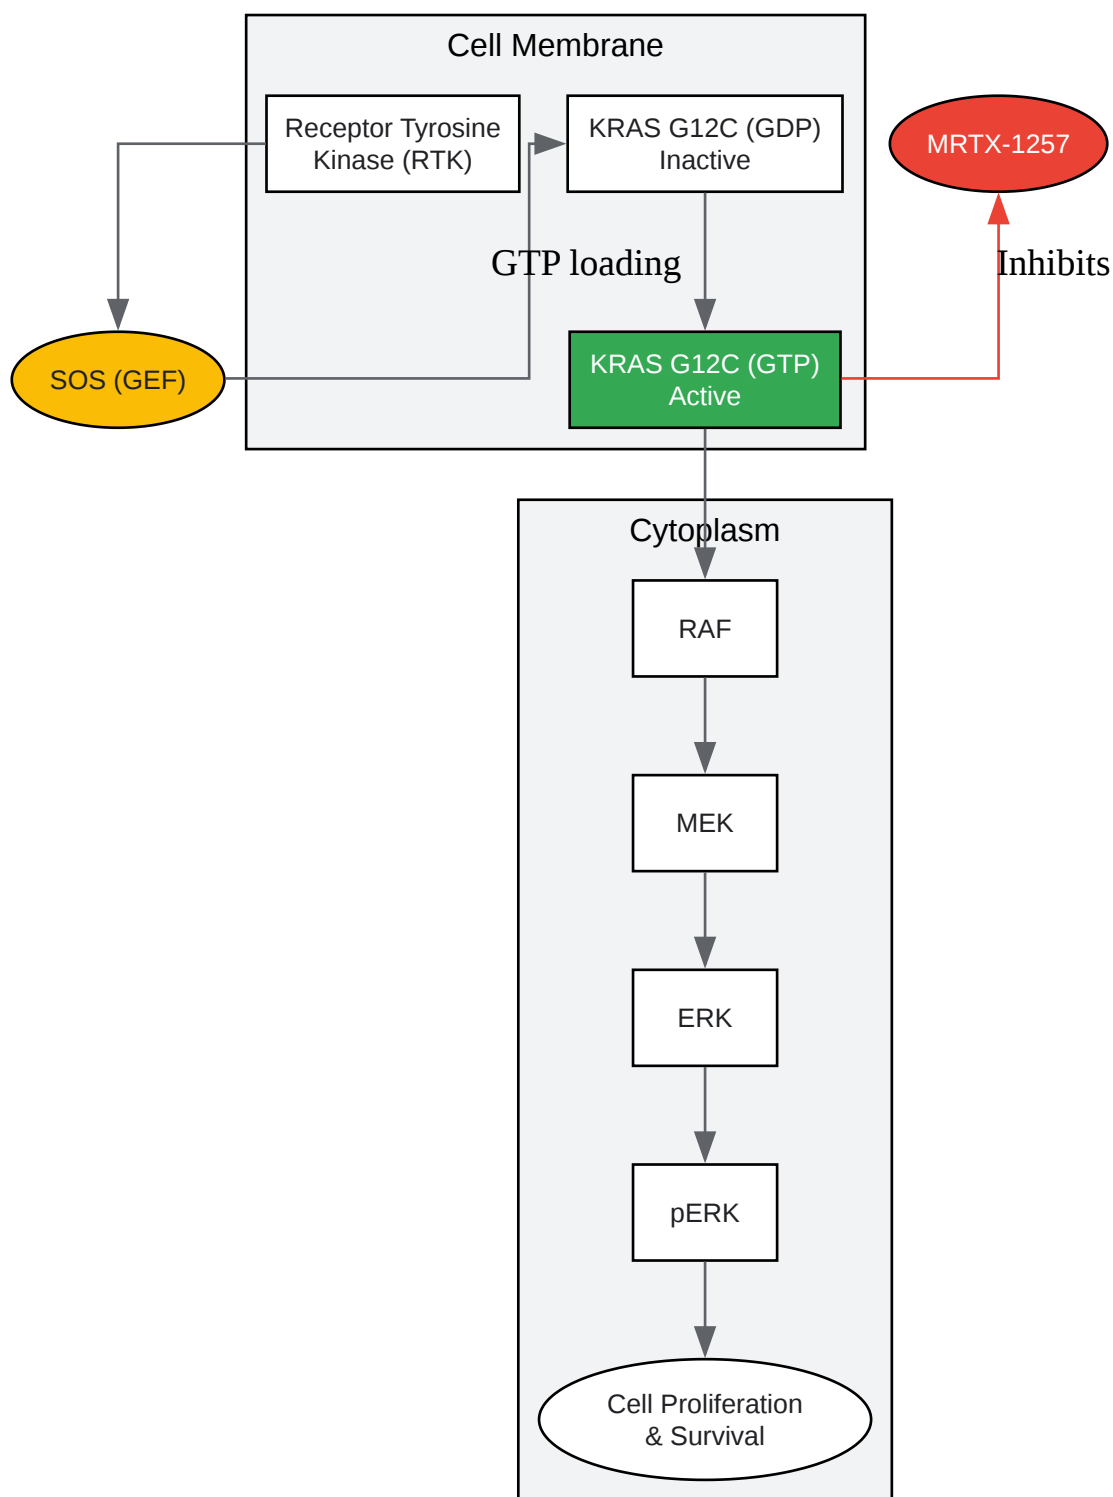 Cell Membrane
Receptor Tyrosine
Kinase (RTK)
KRAS G12C (GDP)
Inactive
MRTX-1257
GTP loading
Inhibits
SOS (GEF)
KRAS G12C (GTP)
Active
Cytoplasm
RAF
MEK
ERK
pERK
Cell Proliferation
& Survival